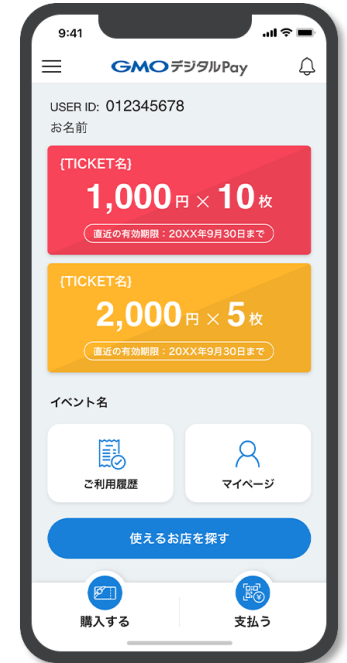 9:41
GMOデジタルPay
USER ID: 012345678
お名前
{TICKET名}
1,000円 × 10枚
直近の有効期限：20XX年9月30日まで
{TICKET名}
2,000円 × 5枚
直近の有効期限：20XX年9月30日まで
イベント名
ご利用履歴
マイページ
使えるお店を探す
購入する
支払う